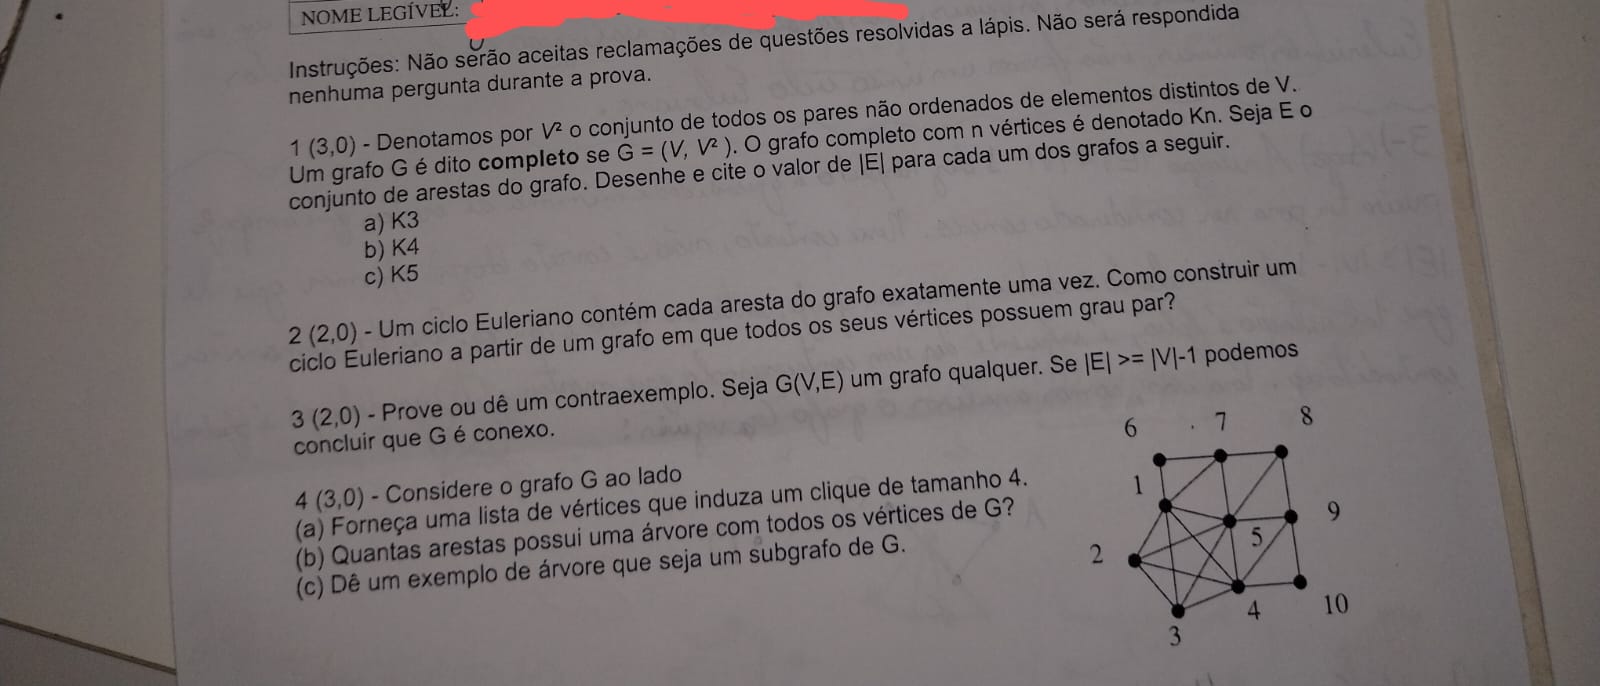 NOME LEGÍVEL:
Instruções: Não serão aceitas reclamações de questões resolvidas a lápis. Não será respondida
nenhuma pergunta durante a prova.
1 (3,0) - Denotamos por V² o conjunto de todos os pares não ordenados de elementos distintos de V.
Um grafo G é dito completo se G = (V, V² ). O grafo completo com n vértices é denotado Kn. Seja E o
conjunto de arestas do grafo. Desenhe e cite o valor de |E| para cada um dos grafos a seguir.
a) K3
b) K4
c) K5
2 (2,0) - Um ciclo Euleriano contém cada aresta do grafo exatamente uma vez. Como construir um
ciclo Euleriano a partir de um grafo em que todos os seus vértices possuem grau par?
3 (2,0) - Prove ou dê um contraexemplo. Seja G(V,E) um grafo qualquer. Se |E| >= |V|-1 podemos
concluir que G é conexo.
4 (3,0) - Considere o grafo G ao lado
(a) Forneça uma lista de vértices que induza um clique de tamanho 4.
(b) Quantas arestas possui uma árvore com todos os vértices de G?
(c) Dê um exemplo de árvore que seja um subgrafo de G.
6 7 8
1
9
5
2
4 10
3